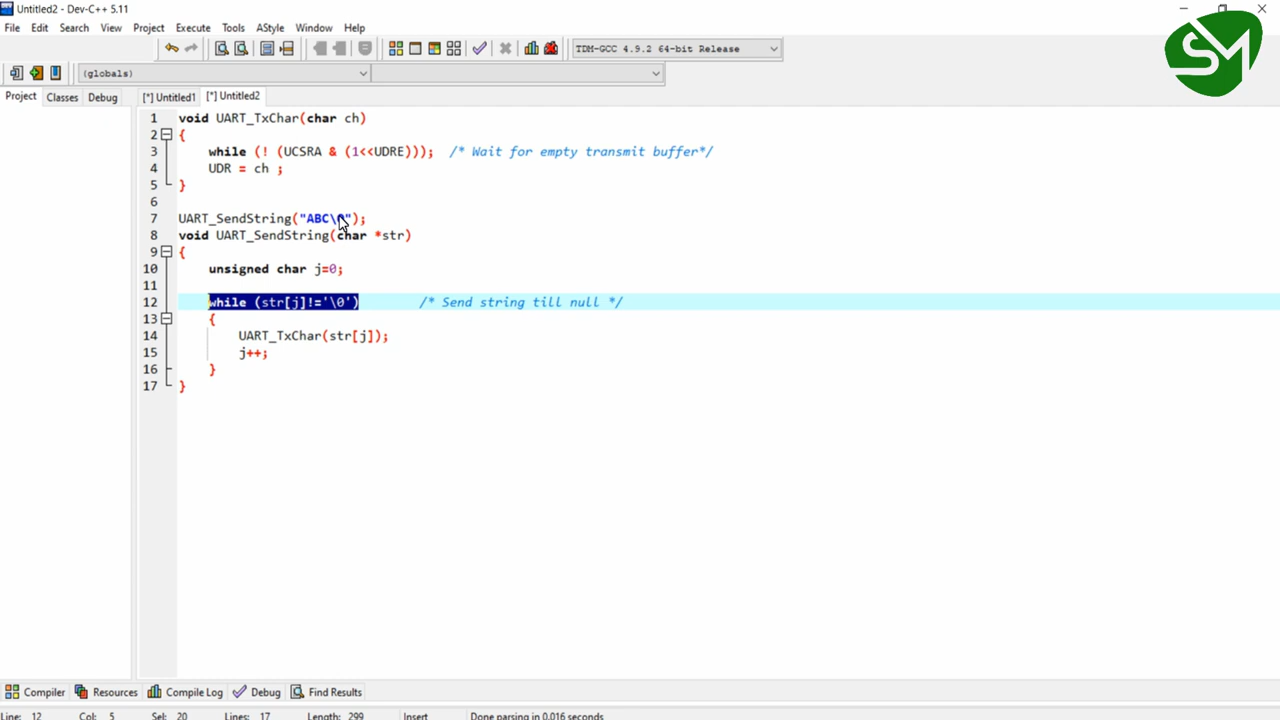 Untitled2 - Dev-C++ 5.11
File Edit Search View Project Execute Tools AStyle Window Help
TDM-GCC 4.9.2 64-bit Release
(globals)
Project Classes Debug [*] Untitled1 [*] Untitled2
SM
1 void UART_TxChar(char ch)
2 {
3 while (! (UCSRA & (1<<UDRE))); /* Wait for empty transmit buffer*/
4 UDR = ch ;
5 }
6
7 UART_SendString("ABC\0");
8 void UART_SendString(char *str)
9 {
10 unsigned char j=0;
11
12 while (str[j]!='\0') /* Send string till null */
13 {
14 UART_TxChar(str[j]);
15 j++;
16 }
17 }
Compiler Resources Compile Log Debug Find Results
Line: 12 Col: 5 Sel: 20 Lines: 17 Length: 299 Insert Done parsing in 0.016 seconds